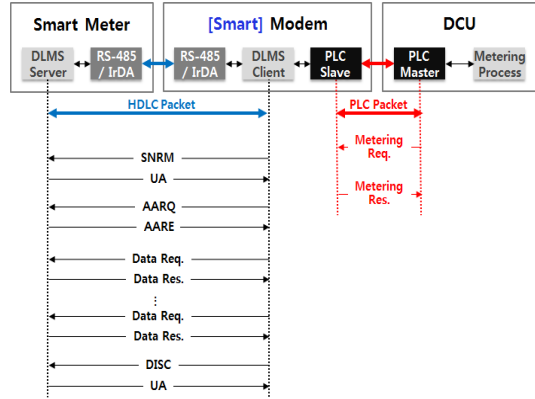 Smart Meter
[Smart] Modem
DCU
DLMS
Server
RS-485
/ IrDA
RS-485
/ IrDA
DLMS
Client
PLC
Slave
PLC
Master
Metering
Process
HDLC Packet
PLC Packet
Metering
Req.
SNRM
UA
Metering
Res.
AARQ
AARE
Data Req.
Data Res.
:
Data Req.
Data Res.
DISC
UA